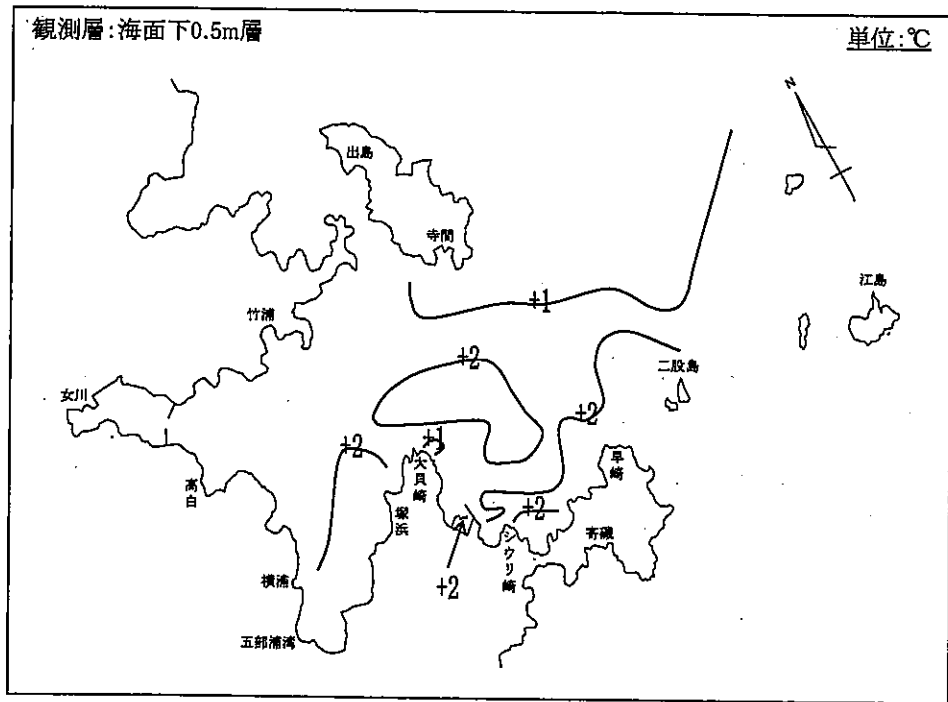 観測層:海面下0.5m層
単位:℃
N
出島
寺間
江島
+1
竹浦
+2
二股島
女川
+2
+1
+2
大貝崎
早崎
高白
塚浜
+2
寄磯
シウリ崎
横浦
+2
五部浦湾